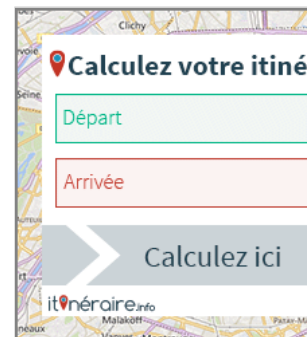 Clichy
Calculez votre itiné
Départ
Arrivée
Calculez ici
itinéraire.info
Malakoff